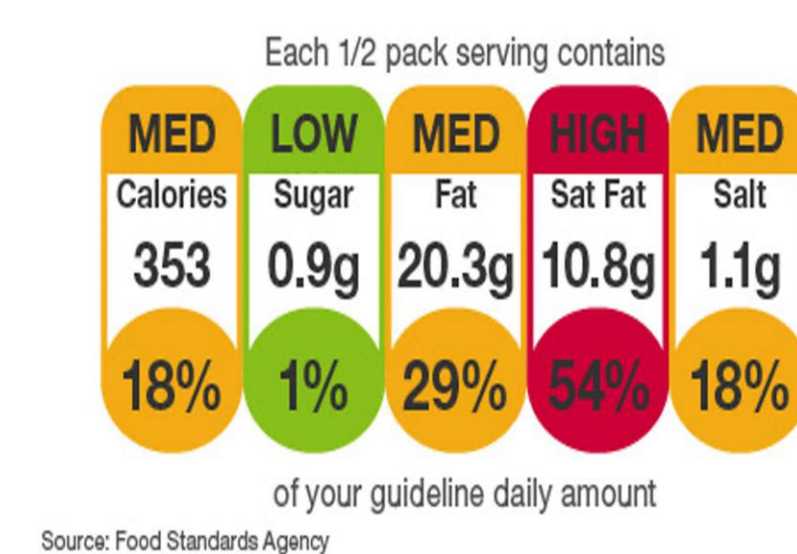 Each 1/2 pack serving contains
MED LOW MED HIGH MED
Calories Sugar Fat Sat Fat Salt
353 0.9g 20.3g 10.8g 1.1g
18% 1% 29% 54% 18%
of your guideline daily amount
Source: Food Standards Agency